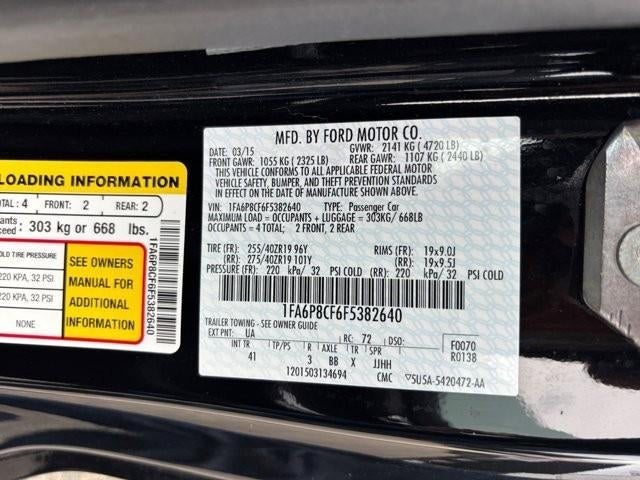 LOADING INFORMATION
TOTAL : 4 FRONT: 2 REAR: 2
303 kg or 668 lbs.
COLD TIRE PRESSURE
220 KPA, 32 PSI
220 KPA, 32 PSI
NONE
SEE OWNERS
MANUAL FOR
ADDITIONAL
INFORMATION
1FA6P8CF6F5382640
MFD. BY FORD MOTOR CO.
DATE: 03/15 GVWR: 2141 KG ( 4720 LB)
FRONT GAWR: 1055 KG ( 2325 LB) REAR GAWR: 1107 KG ( 2440 LB)
THIS VEHICLE CONFORMS TO ALL APPLICABLE FEDERAL MOTOR
VEHICLE SAFETY, BUMPER, AND THEFT PREVENTION STANDARDS
IN EFFECT ON THE DATE OF MANUFACTURE SHOWN ABOVE.
VIN: 1FA6P8CF6F5382640 TYPE: Passenger Car
MAXIMUM LOAD = OCCUPANTS + LUGGAGE = 303KG/ 668LB
OCCUPANTS = 4 TOTAL; 2 FRONT, 2 REAR
TIRE (FR): 255/40ZR19 96Y RIMS (FR): 19x9.0J
(RR): 275/40ZR19 101Y (RR): 19x9.5J
PRESSURE (FR): 220 kPa/ 32 PSI COLD (RR): 220 kPa/ 32 PSI COLD
1FA6P8CF6F5382640
TRAILER TOWING - SEE OWNER GUIDE
EXT PNT: UA RC: 72 DSO: F0070
INT TR TP/PS R AXLE TR SPR R0138
41 3 BB X JJHH
1201503134694 CMC ▽5U5A-5420472-AA